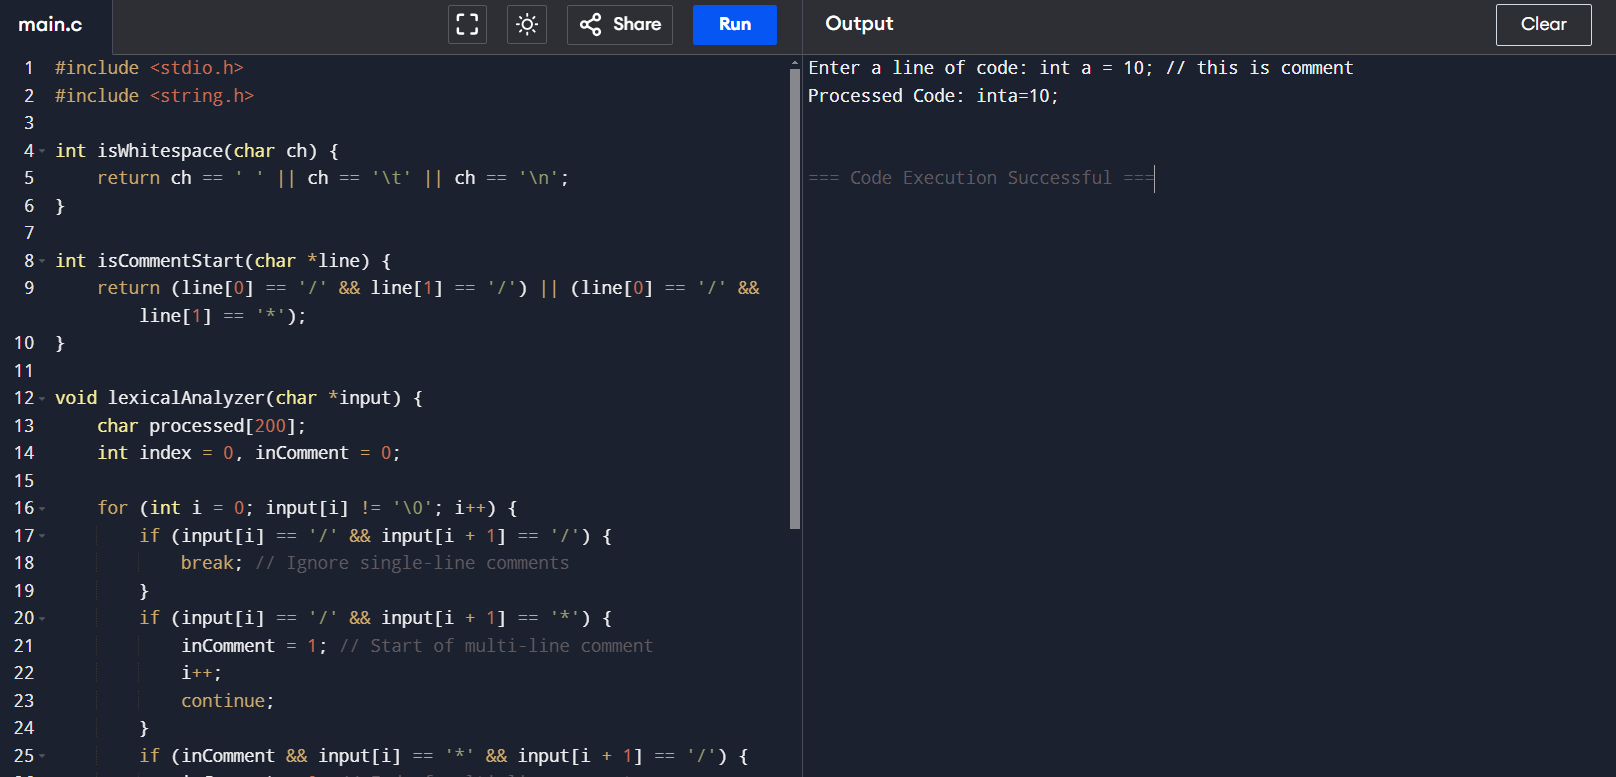 main.c
Share
Run
Output
Clear
1 #include <stdio.h>
2 #include <string.h>
3
4 int isWhitespace(char ch) {
5     return ch == ' ' || ch == '\t' || ch == '\n';
6 }
7
8 int isCommentStart(char *line) {
9     return (line[0] == '/' && line[1] == '/') || (line[0] == '/' &&
        line[1] == '*');
10 }
11
12 void lexicalAnalyzer(char *input) {
13     char processed[200];
14     int index = 0, inComment = 0;
15
16     for (int i = 0; input[i] != '\0'; i++) {
17         if (input[i] == '/' && input[i + 1] == '/') {
18             break; // Ignore single-line comments
19         }
20         if (input[i] == '/' && input[i + 1] == '*') {
21             inComment = 1; // Start of multi-line comment
22             i++;
23             continue;
24         }
25         if (inComment && input[i] == '*' && input[i + 1] == '/') {
Enter a line of code: int a = 10; // this is comment
Processed Code: inta=10;
=== Code Execution Successful ===